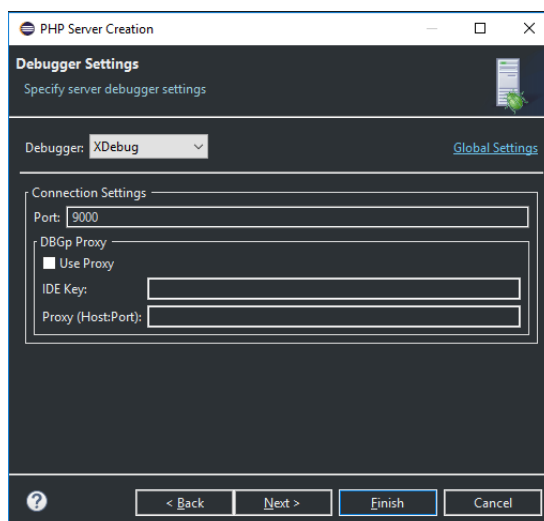 PHP Server Creation
Debugger Settings
Specify server debugger settings
Debugger: XDebug Global Settings
Connection Settings
Port: 9000
DBGp Proxy
Use Proxy
IDE Key:
Proxy (Host:Port):
? < Back Next > Finish Cancel